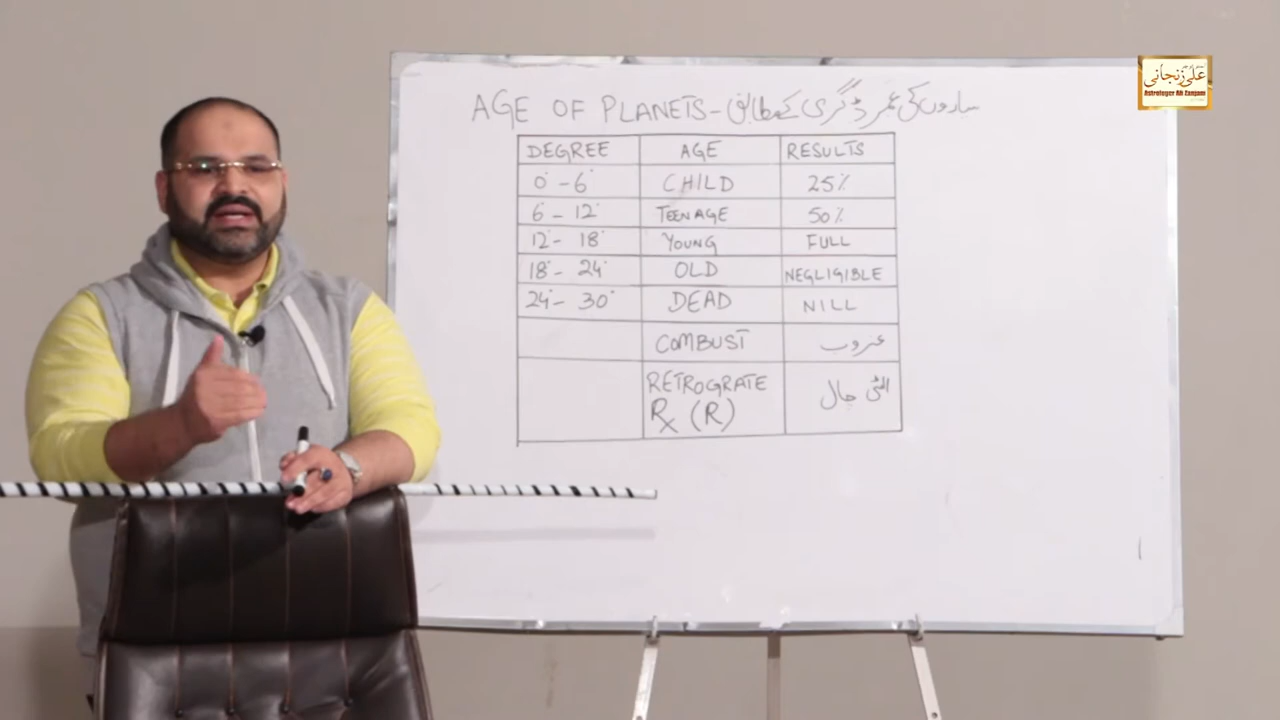 علی زنجانی
Astrologer Ali Zanjani
AGE OF PLANETS - ستاروں کی عمر ڈگری کے مطابق
DEGREE AGE RESULTS
0° - 6° CHILD 25%
6 - 12° TEENAGE 50%
12° - 18° YOUNG FULL
18° - 24° OLD NEGLIGIBLE
24° - 30° DEAD NILL
COMBUST غروب
RETROGRATE الٹی چال
Rx (R)